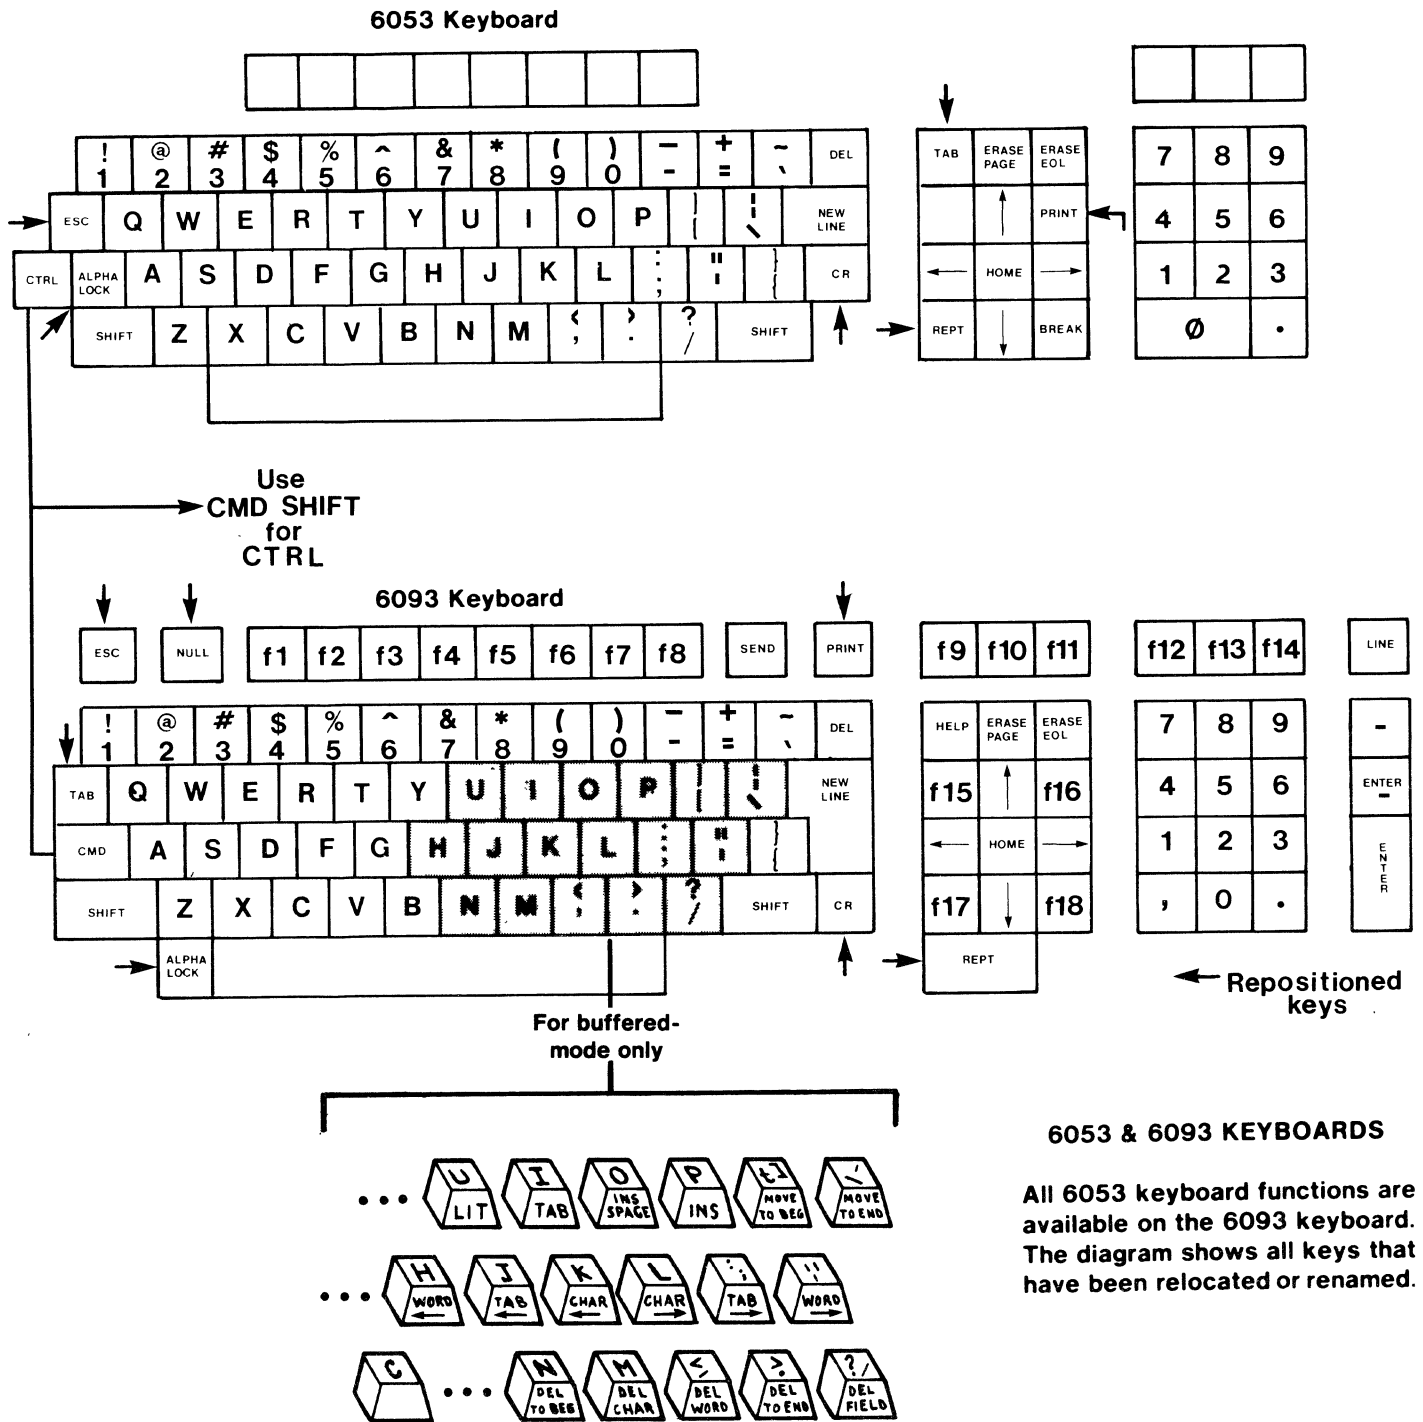 6053 Keyboard
! @ # $ % ^ & * ( ) — + ~ DEL
1 2 3 4 5 6 7 8 9 0 - = `
TAB ERASE PAGE ERASE EOL
7 8 9
ESC Q W E R T Y U I O P [ ¦ \ NEW LINE
PRINT
4 5 6
CTRL ALPHA LOCK A S D F G H J K L : ; " ' { CR
← HOME →
1 2 3
SHIFT Z X C V B N M < , > . ? / SHIFT
REPT BREAK
Ø .
Use
CMD SHIFT
for
CTRL
6093 Keyboard
ESC NULL f1 f2 f3 f4 f5 f6 f7 f8 SEND PRINT f9 f10 f11 f12 f13 f14 LINE
! @ # $ % ^ & * ( ) — + ~ DEL
1 2 3 4 5 6 7 8 9 0 - = `
HELP ERASE PAGE ERASE EOL
7 8 9 -
TAB Q W E R T Y U I O P [ ¦ \ NEW LINE
f15 f16
4 5 6 ENTER –
CMD A S D F G H J K L : ; " ' {
← HOME →
1 2 3 ENTER
SHIFT Z X C V B N M < , > . ? / SHIFT CR
f17 f18
, 0 .
ALPHA LOCK
REPT
← Repositioned
keys
For buffered-
mode only
6053 & 6093 KEYBOARDS
All 6053 keyboard functions are
available on the 6093 keyboard.
The diagram shows all keys that
have been relocated or renamed.
••• U I O P [ ] \
LIT TAB INS SPACE INS MOVE TO BEG MOVE TO END
••• H J K L : ; " '
WORD ← TAB ← CHAR ← CHAR → TAB → WORD →
C ••• N M < , > . ? /
DEL TO BEG DEL CHAR DEL WORD DEL TO END DEL FIELD